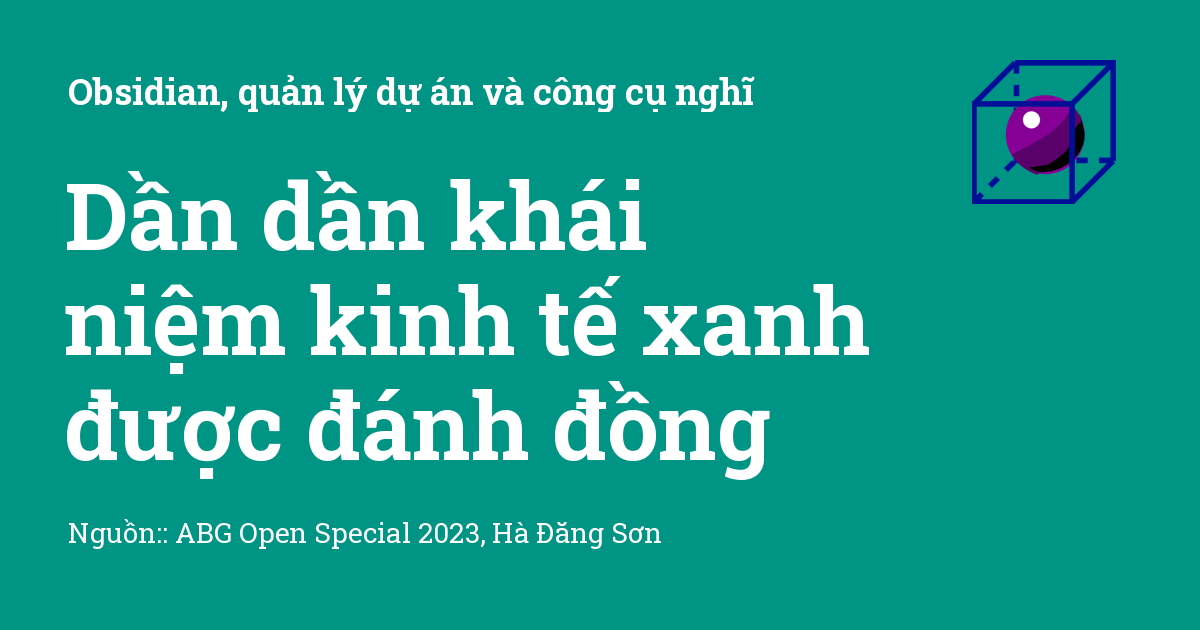 Obsidian, quản lý dự án và công cụ nghĩ
Dần dần khái
niệm kinh tế xanh
được đánh đồng
Nguồn:: ABG Open Special 2023, Hà Đăng Sơn